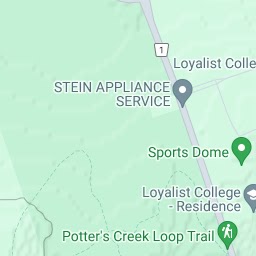 1
Loyalist Colle
STEIN APPLIANCE
SERVICE
Sports Dome
Loyalist College
- Residence
Potter's Creek Loop Trail